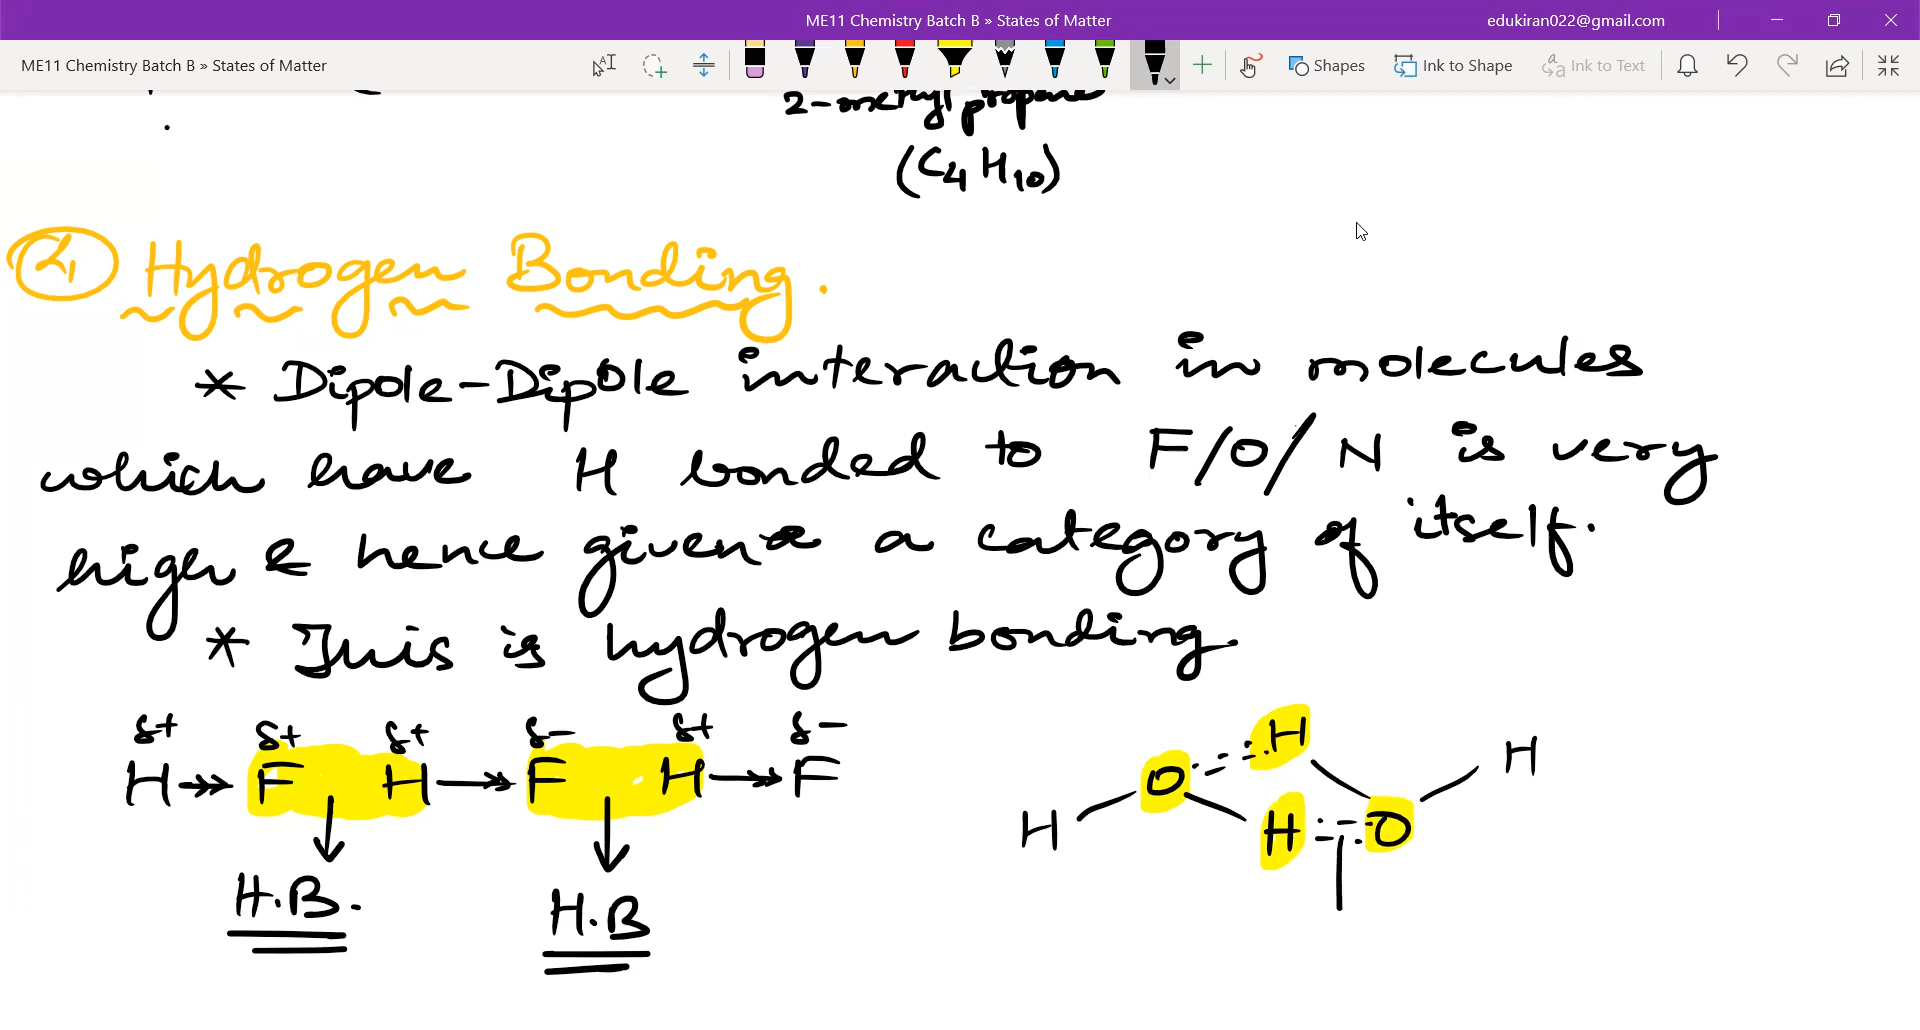 ME11 Chemistry Batch B » States of Matter
edukiran022@gmail.com
ME11 Chemistry Batch B » States of Matter
Shapes
Ink to Shape
Ink to Text
2-methyl propane
(C4H10)
4 Hydrogen Bonding.
* Dipole-Dipole interaction in molecules
which have H bonded to F/O/N is very
high & hence given a category of itself.
* This is hydrogen bonding.
δ+ δ+ δ+ δ- δ+ δ-
H F H F H F
H.B. H.B
H H
O
H H O